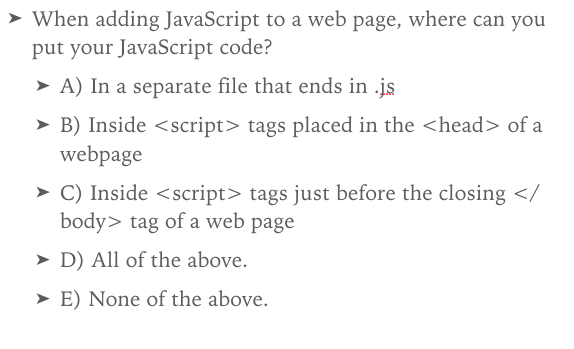 ➤ When adding JavaScript to a web page, where can you
put your JavaScript code?
➤ A) In a separate file that ends in .js
➤ B) Inside <script> tags placed in the <head> of a
webpage
➤ C) Inside <script> tags just before the closing </
body> tag of a web page
➤ D) All of the above.
➤ E) None of the above.